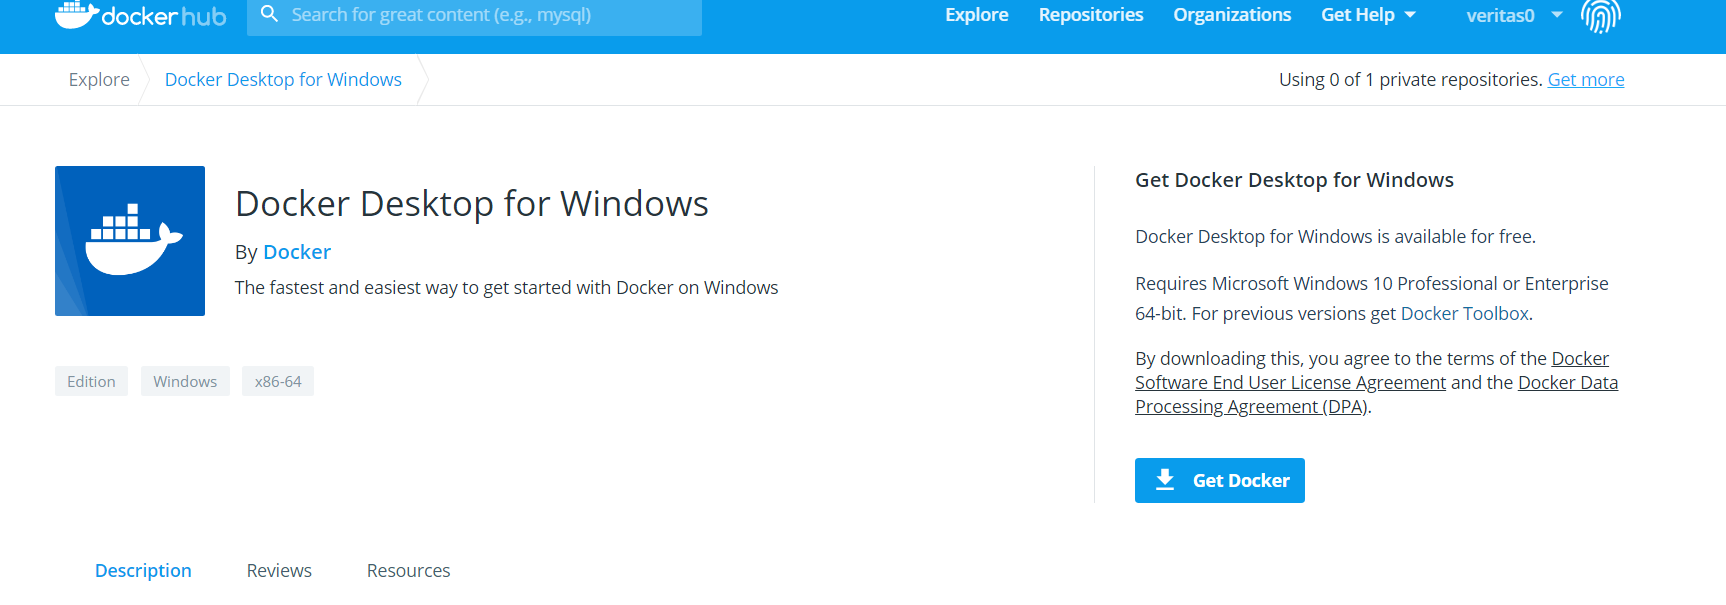 dockerhub
Search for great content (e.g., mysql)
Explore Repositories Organizations Get Help veritas0
Explore Docker Desktop for Windows
Using 0 of 1 private repositories. Get more
Docker Desktop for Windows
By Docker
The fastest and easiest way to get started with Docker on Windows
Edition Windows x86-64
Get Docker Desktop for Windows
Docker Desktop for Windows is available for free.
Requires Microsoft Windows 10 Professional or Enterprise
64-bit. For previous versions get Docker Toolbox.
By downloading this, you agree to the terms of the Docker
Software End User License Agreement and the Docker Data
Processing Agreement (DPA).
Get Docker
Description Reviews Resources